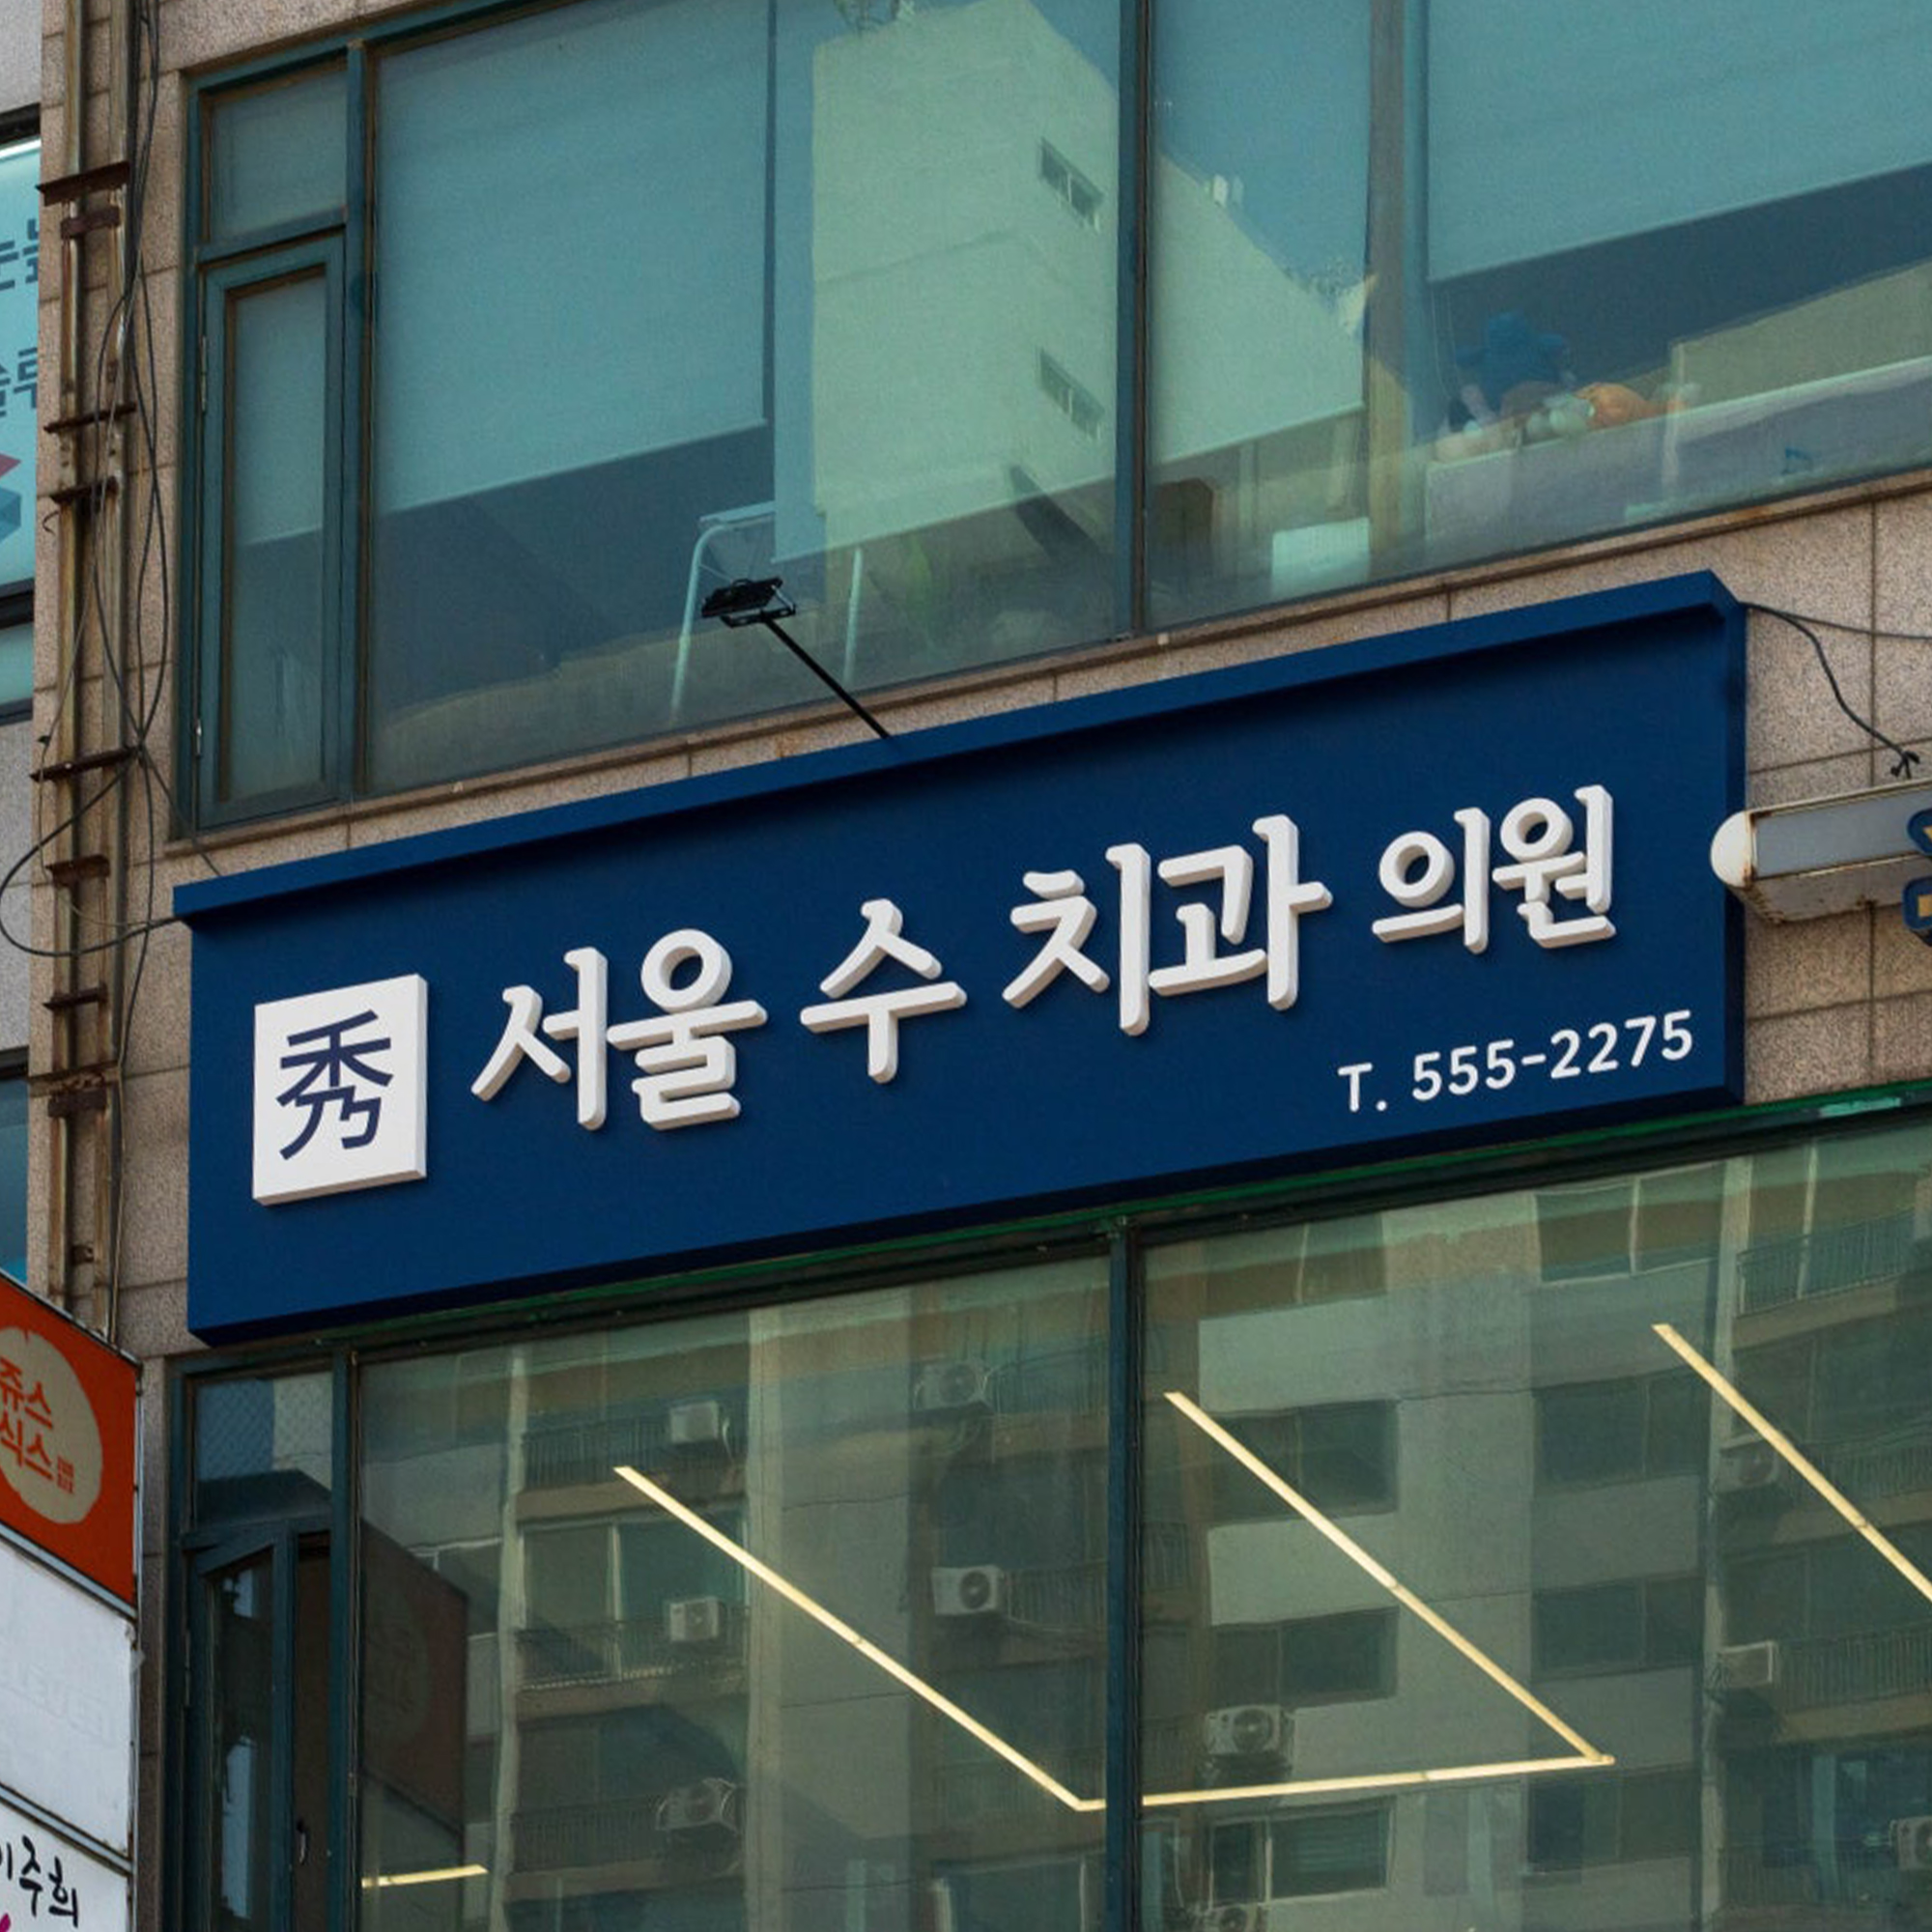 秀 서울 수 치과 의원
T. 555-2275
쥬스
식스
이주희